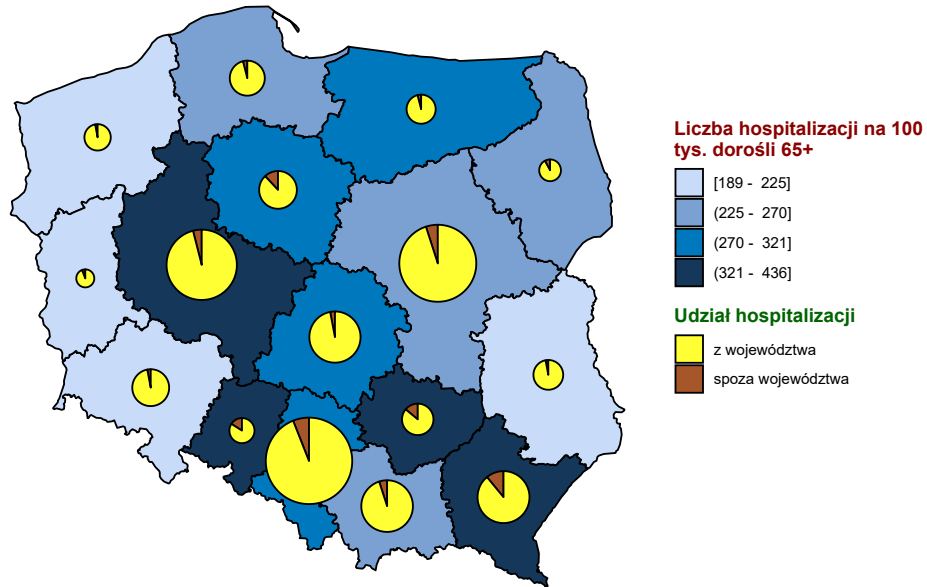 Liczba hospitalizacji na 100
tys. dorośli 65+
[189 - 225]
(225 - 270]
(270 - 321]
(321 - 436]
Udział hospitalizacji
z województwa
spoza województwa